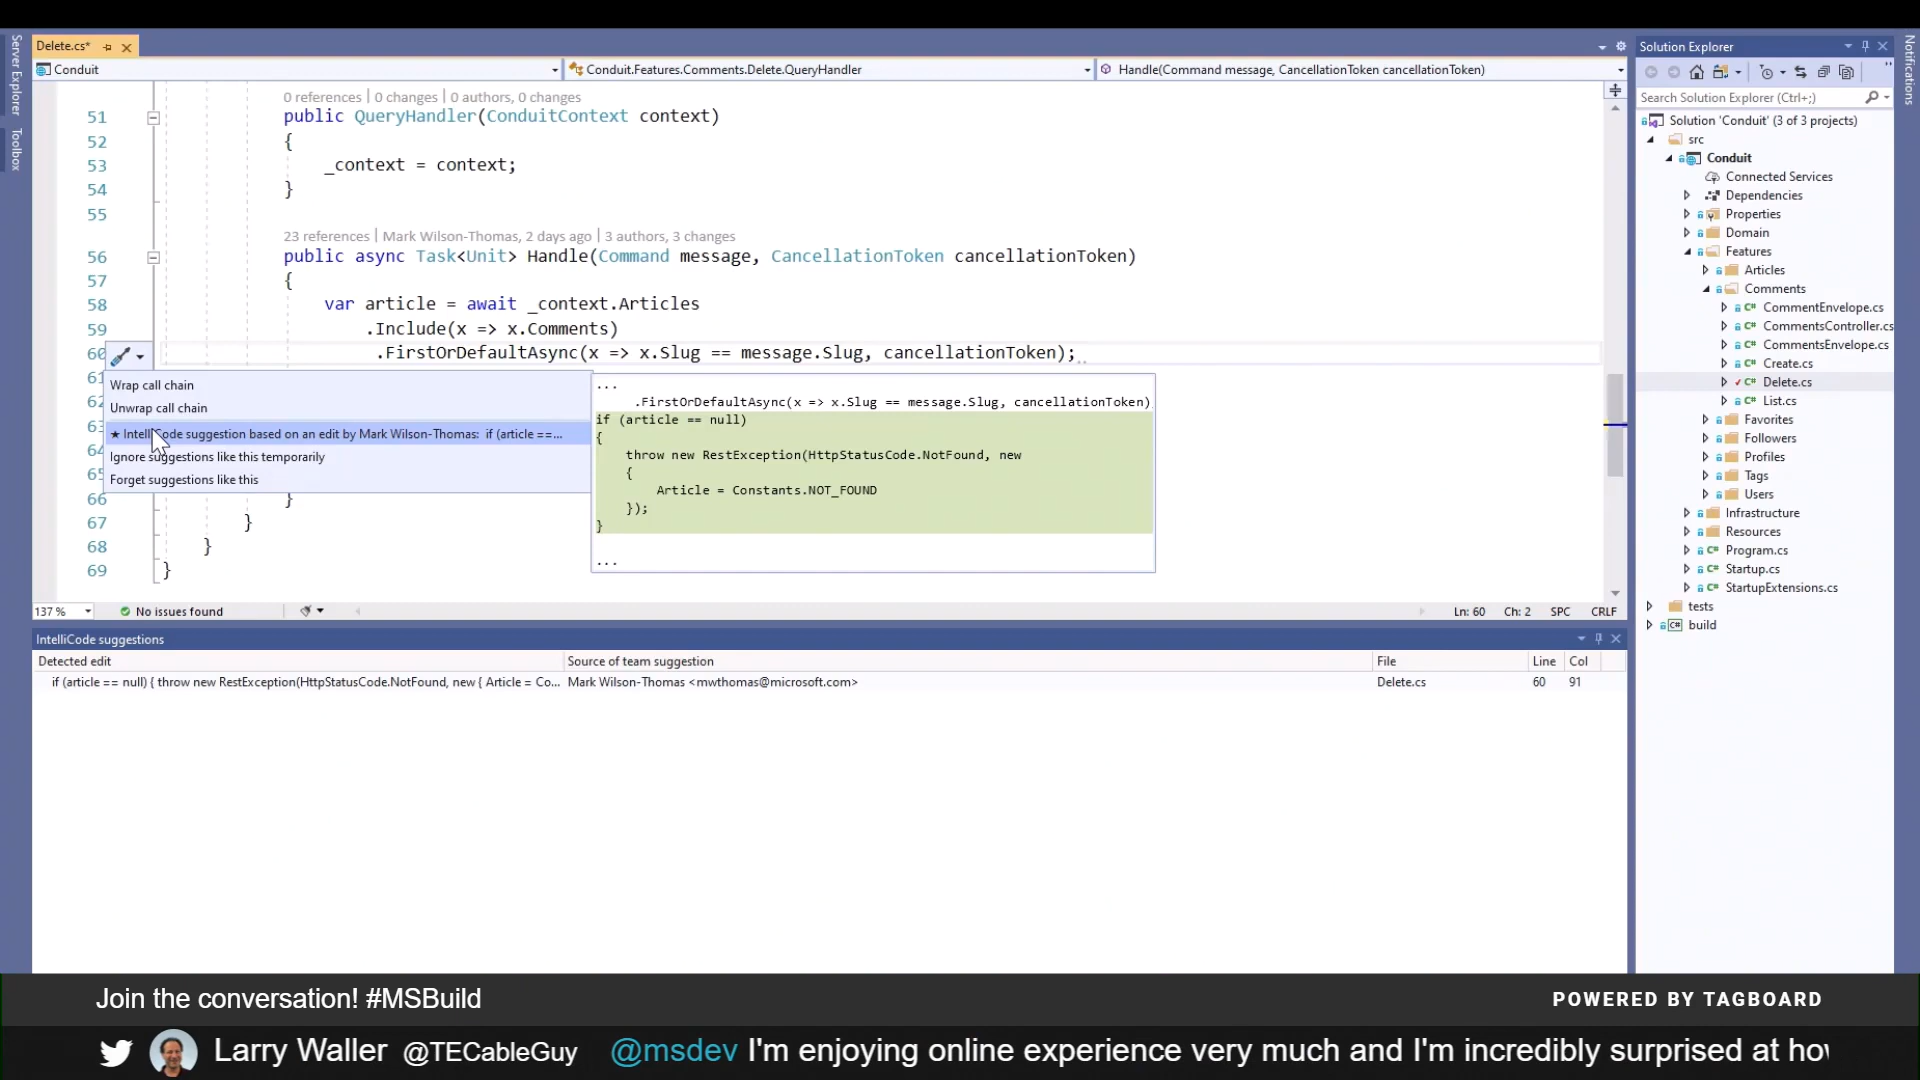 Server Explorer
Toolbox
Delete.cs*
Conduit
Conduit.Features.Comments.Delete.QueryHandler
Handle(Command message, CancellationToken cancellationToken)
0 references | 0 changes | 0 authors, 0 changes
51 public QueryHandler(ConduitContext context)
52 {
53 _context = context;
54 }
55
23 references | Mark Wilson-Thomas, 2 days ago | 3 authors, 3 changes
56 public async Task<Unit> Handle(Command message, CancellationToken cancellationToken)
57 {
58 var article = await _context.Articles
59 .Include(x => x.Comments)
60 .FirstOrDefaultAsync(x => x.Slug == message.Slug, cancellationToken);
Wrap call chain
Unwrap call chain
★ IntelliCode suggestion based on an edit by Mark Wilson-Thomas: if (article ==...
Ignore suggestions like this temporarily
Forget suggestions like this
...
.FirstOrDefaultAsync(x => x.Slug == message.Slug, cancellationToken)
if (article == null)
{
throw new RestException(HttpStatusCode.NotFound, new
{
Article = Constants.NOT_FOUND
});
}
...
66 }
67 }
68 }
69 }
137 %
No issues found
Ln: 60 Ch: 2 SPC CRLF
IntelliCode suggestions
Detected edit Source of team suggestion File Line Col
if (article == null) { throw new RestException(HttpStatusCode.NotFound, new { Article = Co... Mark Wilson-Thomas <mwthomas@microsoft.com> Delete.cs 60 91
Solution Explorer
Search Solution Explorer (Ctrl+;)
Solution 'Conduit' (3 of 3 projects)
src
Conduit
Connected Services
Dependencies
Properties
Domain
Features
Articles
Comments
CommentEnvelope.cs
CommentsController.cs
CommentsEnvelope.cs
Create.cs
Delete.cs
List.cs
Favorites
Followers
Profiles
Tags
Users
Infrastructure
Resources
Program.cs
Startup.cs
StartupExtensions.cs
tests
build
Notifications
Join the conversation! #MSBuild
POWERED BY TAGBOARD
Larry Waller @TECableGuy @msdev I'm enjoying online experience very much and I'm incredibly surprised at